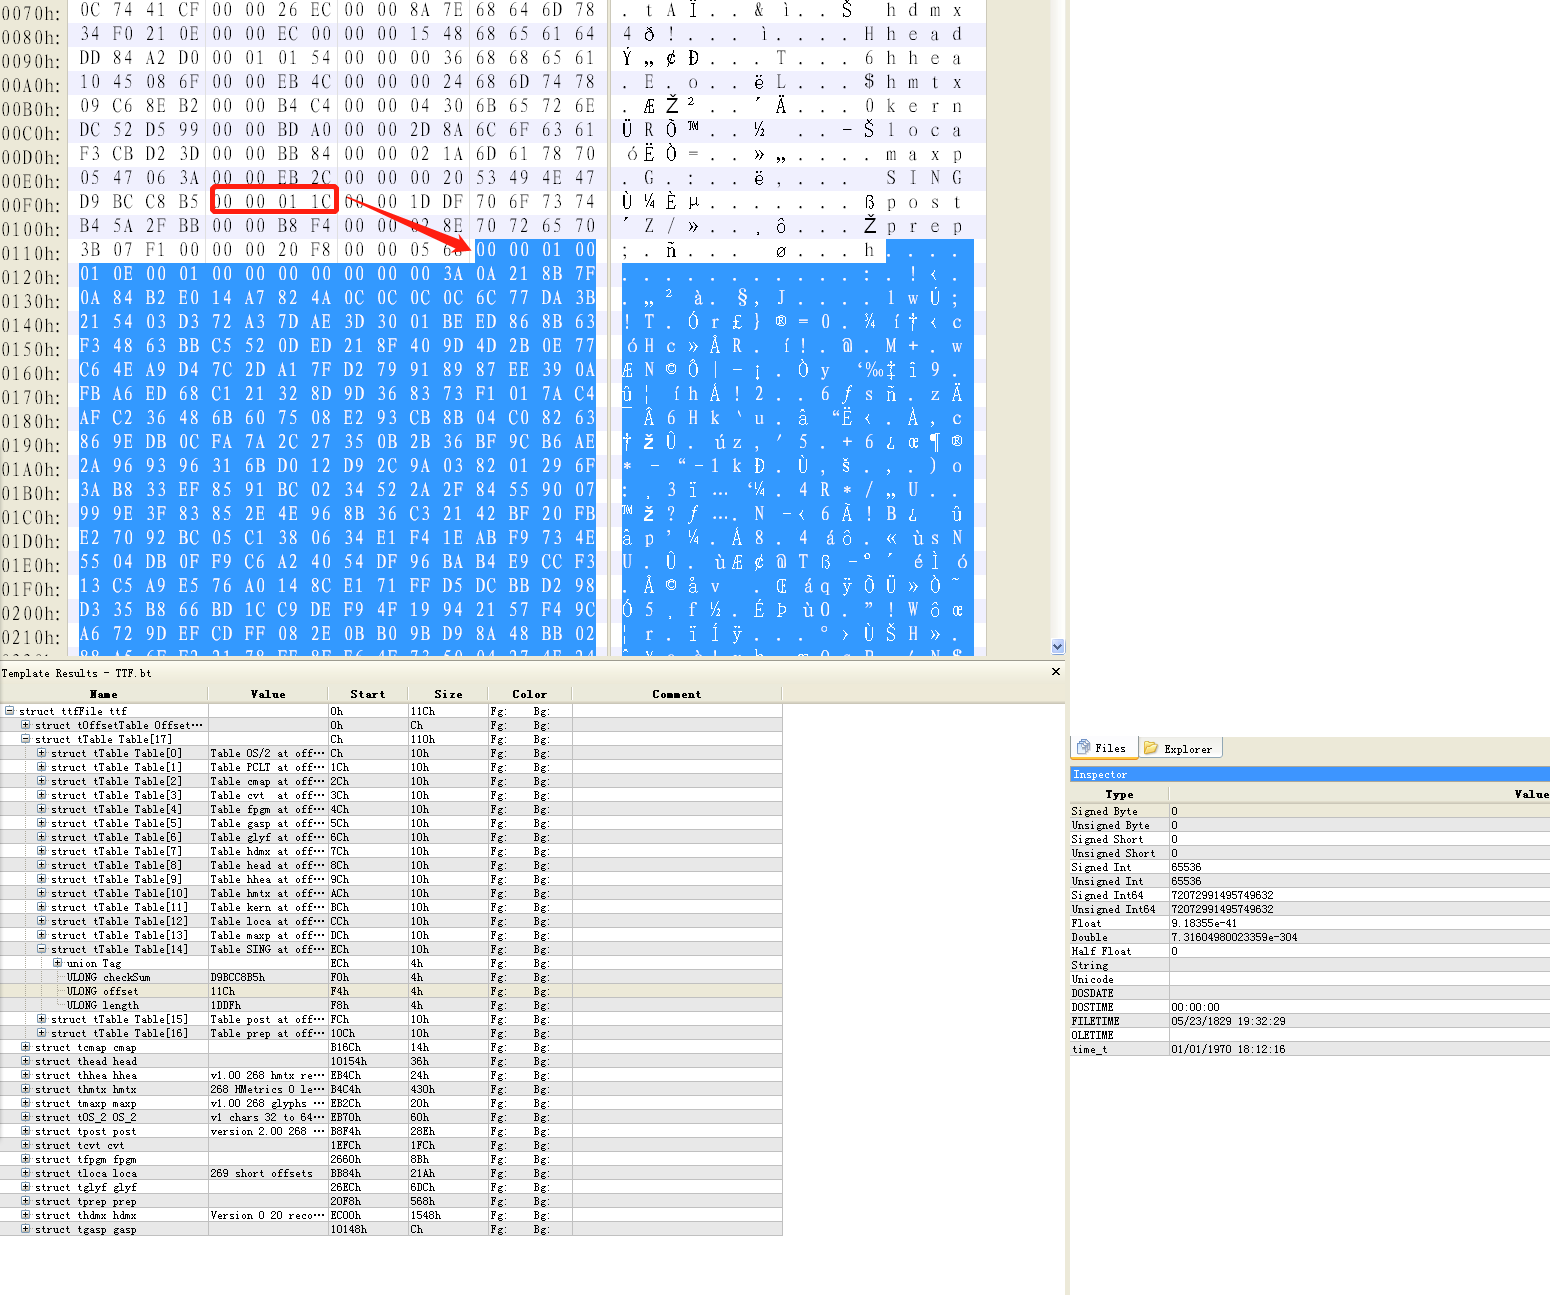 0070h: 0C 74 41 CF 00 00 26 EC 00 00 8A 7E 68 64 6D 78 . t A Ï . . & ì . . Š ~ h d m x
0080h: 34 F0 21 0E 00 00 EC 00 00 00 15 48 68 65 61 64 4 ð ! . . . ì . . . . H h e a d
0090h: DD 84 A2 D0 00 01 01 54 00 00 00 36 68 68 65 61 Ý „ ¢ Ð . . . T . . . 6 h h e a
00A0h: 10 45 08 6F 00 00 EB 4C 00 00 00 24 68 6D 74 78 . E . o . . ë L . . . $ h m t x
00B0h: 09 C6 8E B2 00 00 B4 C4 00 00 04 30 6B 65 72 6E . Æ Ž ² . . ´ Ä . . . 0 k e r n
00C0h: DC 52 D5 99 00 00 BD A0 00 00 2D 8A 6C 6F 63 61 Ü R Õ ™ . . ½ . . - Š l o c a
00D0h: F3 CB D2 3D 00 00 BB 84 00 00 02 1A 6D 61 78 70 ó Ë Ò = . . » „ . . . . m a x p
00E0h: 05 47 06 3A 00 00 EB 2C 00 00 00 20 53 49 4E 47 . G . : . . ë , . . . S I N G
00F0h: D9 BC C8 B5 00 00 01 1C 00 00 1D DF 70 6F 73 74 Ù ¼ È µ . . . . . . . ß p o s t
0100h: B4 5A 2F BB 00 00 B8 F4 00 00 02 8E 70 72 65 70 ´ Z / » . . ¸ ô . . . Ž p r e p
0110h: 3B 07 F1 00 00 00 20 F8 00 00 05 68 00 00 01 00 ; . ñ . . . ø . . . h . . . .
0120h: 01 0E 00 01 00 00 00 00 00 00 00 3A 0A 21 8B 7F . . . . . . . . . . . : . ! ‹ .
0130h: 0A 84 B2 E0 14 A7 82 4A 0C 0C 0C 0C 6C 77 DA 3B . „ ² à . § ‚ J . . . . l w Ú ;
0140h: 21 54 03 D3 72 A3 7D AE 3D 30 01 BE ED 86 8B 63 ! T . Ó r £ } ® = 0 . ¾ í † ‹ c
0150h: F3 48 63 BB C5 52 0D ED 21 8F 40 9D 4D 2B 0E 77 ó H c » Å R . í ! . @ . M + . w
0160h: C6 4E A9 D4 7C 2D A1 7F D2 79 91 89 87 EE 39 0A Æ N © Ô | - ¡ . Ò y ‘ ‰ ‡ î 9 .
0170h: FB A6 ED 68 C1 21 32 8D 9D 36 83 73 F1 01 7A C4 û ¦ í h Á ! 2 . . 6 ƒ s ñ . z Ä
0180h: AF C2 36 48 6B 60 75 08 E2 93 CB 8B 04 C0 82 63 ¯ Â 6 H k ` u . â “ Ë ‹ . À ‚ c
0190h: 86 9E DB 0C FA 7A 2C 27 35 0B 2B 36 BF 9C B6 AE † ž Û . ú z , ' 5 . + 6 ¿ œ ¶ ®
01A0h: 2A 96 93 96 31 6B D0 12 D9 2C 9A 03 82 01 29 6F * – “ – 1 k Ð . Ù , š . ‚ . ) o
01B0h: 3A B8 33 EF 85 91 BC 02 34 52 2A 2F 84 55 90 07 : ¸ 3 ï … ‘ ¼ . 4 R * / „ U . .
01C0h: 99 9E 3F 83 85 2E 4E 96 8B 36 C3 21 42 BF 20 FB ™ ž ? ƒ … . N – ‹ 6 Ã ! B ¿ û
01D0h: E2 70 92 BC 05 C1 38 06 34 E1 F4 1E AB F9 73 4E â p ’ ¼ . Á 8 . 4 á ô . « ù s N
01E0h: 55 04 DB 0F F9 C6 A2 40 54 DF 96 BA B4 E9 CC F3 U . Û . ù Æ ¢ @ T ß – º ´ é Ì ó
01F0h: 13 C5 A9 E5 76 A0 14 8C E1 71 FF D5 DC BB D2 98 . Å © å v . Œ á q ÿ Õ Ü » Ò ˜
0200h: D3 35 B8 66 BD 1C C9 DE F9 4F 19 94 21 57 F4 9C Ó 5 ¸ f ½ . É Þ ù O . ” ! W ô œ
0210h: A6 72 9D EF CD FF 08 2E 0B B0 9B D9 8A 48 BB 02 ¦ r . ï Í ÿ . . . ° › Ù Š H » .
Template Results - TTF.bt
Name Value Start Size Color Comment
struct ttfFile ttf 0h 11Ch Fg: Bg:
struct tOffsetTable Offset… 0h Ch Fg: Bg:
struct tTable Table[17] Ch 110h Fg: Bg:
struct tTable Table[0] Table OS/2 at off… Ch 10h Fg: Bg:
struct tTable Table[1] Table PCLT at off… 1Ch 10h Fg: Bg:
struct tTable Table[2] Table cmap at off… 2Ch 10h Fg: Bg:
struct tTable Table[3] Table cvt at off… 3Ch 10h Fg: Bg:
struct tTable Table[4] Table fpgm at off… 4Ch 10h Fg: Bg:
struct tTable Table[5] Table gasp at off… 5Ch 10h Fg: Bg:
struct tTable Table[6] Table glyf at off… 6Ch 10h Fg: Bg:
struct tTable Table[7] Table hdmx at off… 7Ch 10h Fg: Bg:
struct tTable Table[8] Table head at off… 8Ch 10h Fg: Bg:
struct tTable Table[9] Table hhea at off… 9Ch 10h Fg: Bg:
struct tTable Table[10] Table hmtx at off… ACh 10h Fg: Bg:
struct tTable Table[11] Table kern at off… BCh 10h Fg: Bg:
struct tTable Table[12] Table loca at off… CCh 10h Fg: Bg:
struct tTable Table[13] Table maxp at off… DCh 10h Fg: Bg:
struct tTable Table[14] Table SING at off… ECh 10h Fg: Bg:
union Tag ECh 4h Fg: Bg:
ULONG checkSum D9BCC8B5h F0h 4h Fg: Bg:
ULONG offset 11Ch F4h 4h Fg: Bg:
ULONG length 1DDFh F8h 4h Fg: Bg:
struct tTable Table[15] Table post at off… FCh 10h Fg: Bg:
struct tTable Table[16] Table prep at off… 10Ch 10h Fg: Bg:
struct tcmap cmap B16Ch 14h Fg: Bg:
struct thead head 10154h 36h Fg: Bg:
struct thhea hhea v1.00 268 hmtx re… EB4Ch 24h Fg: Bg:
struct thmtx hmtx 268 HMetrics 0 le… B4C4h 430h Fg: Bg:
struct tmaxp maxp v1.00 268 glyphs … EB2Ch 20h Fg: Bg:
struct tOS_2 OS_2 v1 chars 32 to 64… EB70h 60h Fg: Bg:
struct tpost post version 2.00 268 … B8F4h 28Eh Fg: Bg:
struct tcvt cvt 1EFCh 1FCh Fg: Bg:
struct tfpgm fpgm 2660h 8Bh Fg: Bg:
struct tloca loca 269 short offsets BB84h 21Ah Fg: Bg:
struct tglyf glyf 26ECh 6DCh Fg: Bg:
struct tprep prep 20F8h 568h Fg: Bg:
struct thdmx hdmx Version 0 20 reco… EC00h 1548h Fg: Bg:
struct tgasp gasp 10148h Ch Fg: Bg:
Files Explorer
Inspector
Type Value
Signed Byte 0
Unsigned Byte 0
Signed Short 0
Unsigned Short 0
Signed Int 65536
Unsigned Int 65536
Signed Int64 72072991495749632
Unsigned Int64 72072991495749632
Float 9.18355e-41
Double 7.31604980023359e-304
Half Float 0
String
Unicode
DOSDATE
DOSTIME 00:00:00
FILETIME 05/23/1829 19:32:29
OLETIME
time_t 01/01/1970 18:12:16